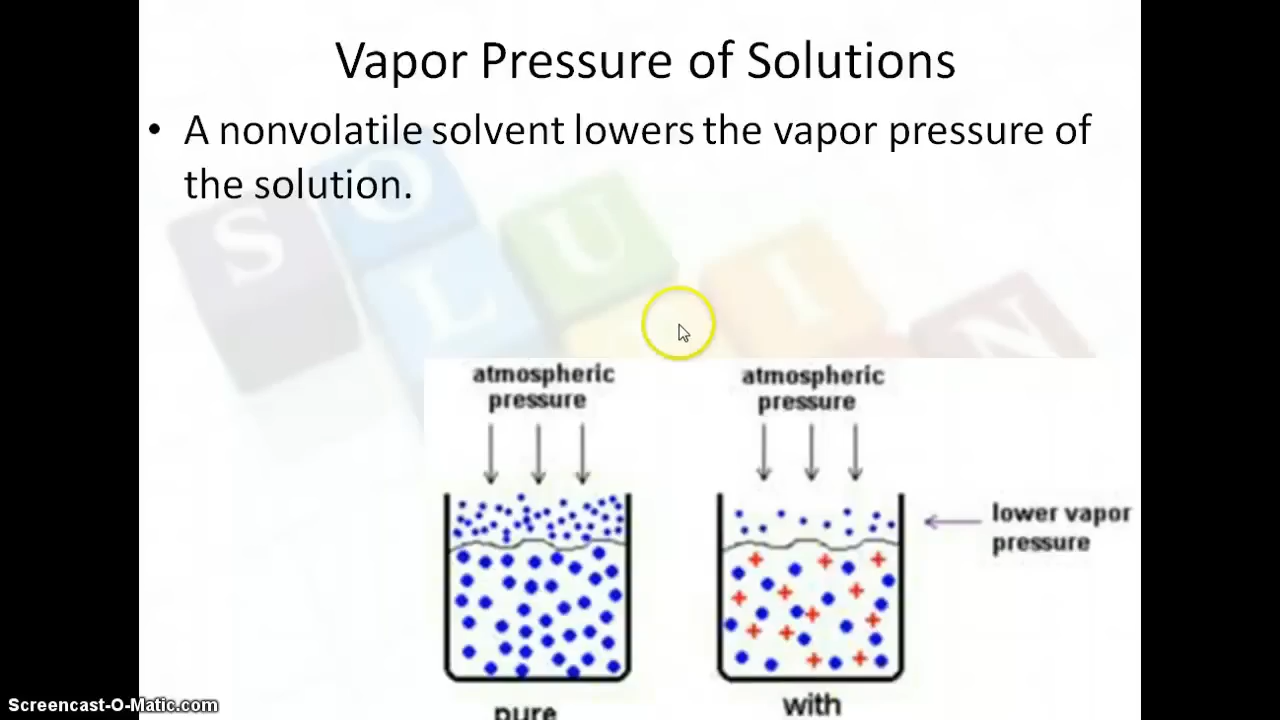 Vapor Pressure of Solutions
• A nonvolatile solvent lowers the vapor pressure of
the solution.
S O L U I N
atmospheric
pressure
atmospheric
pressure
lower vapor
pressure
pure
with
Screencast-O-Matic.com